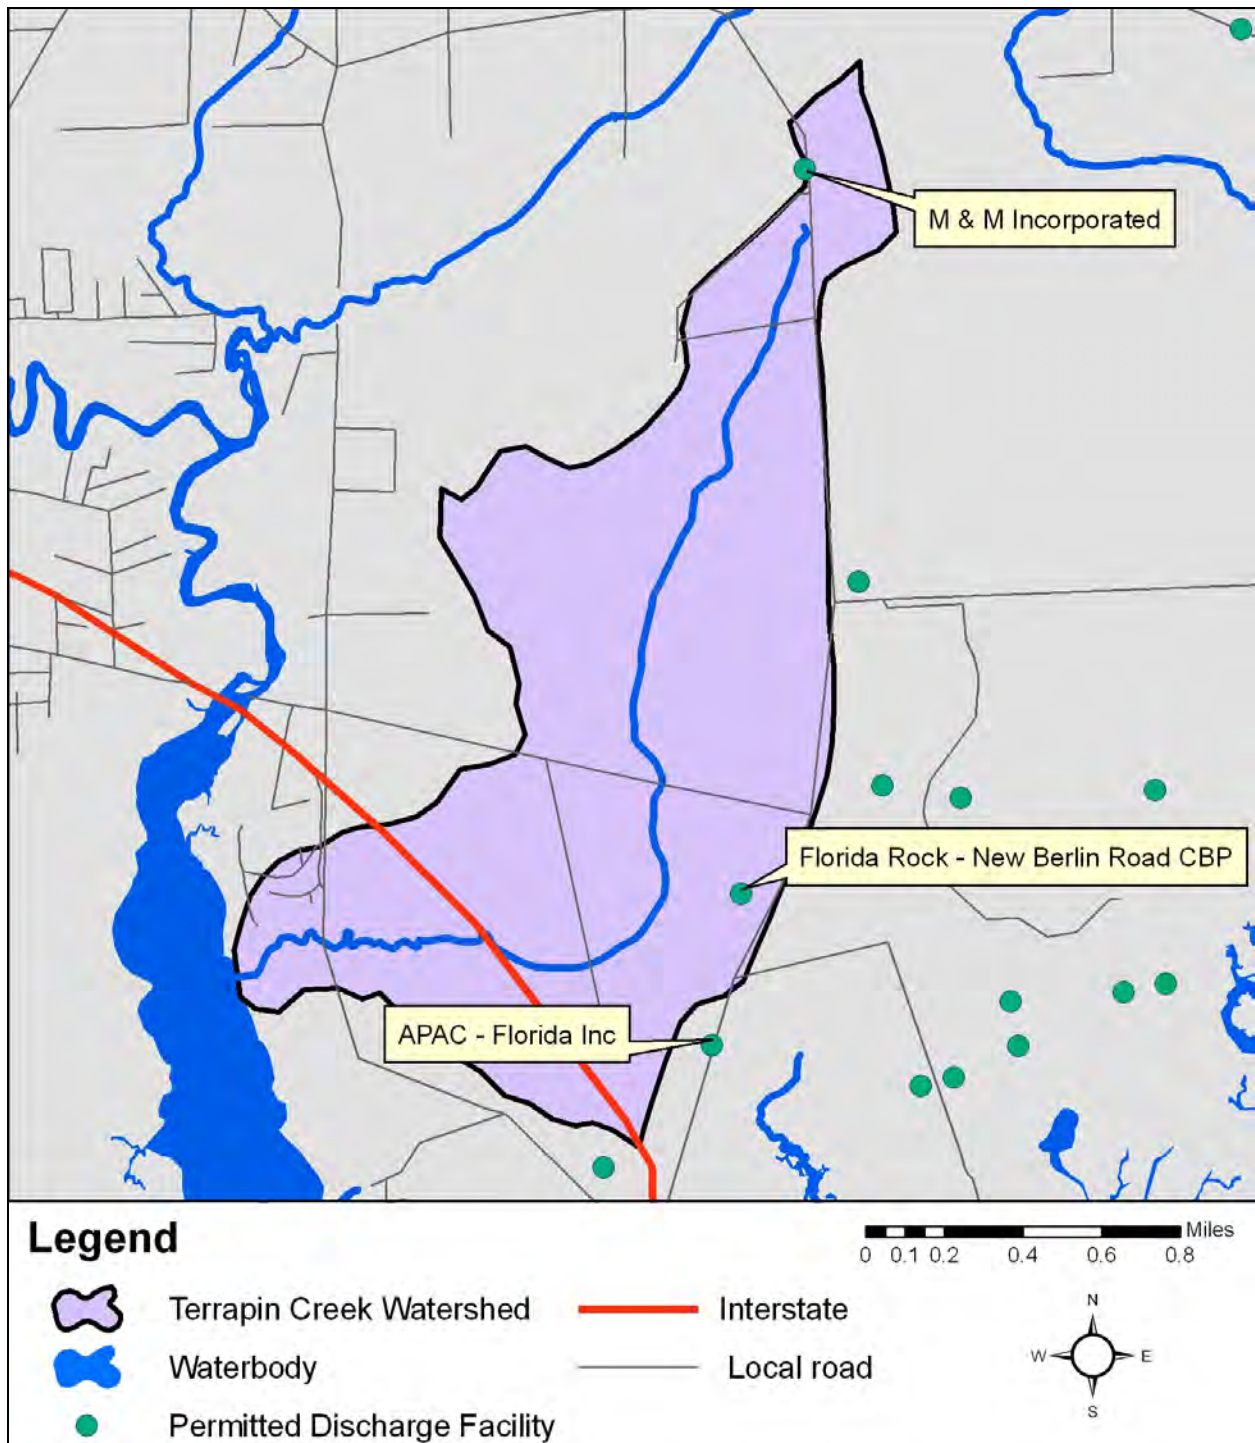 M & M Incorporated
Florida Rock - New Berlin Road CBP
APAC - Florida Inc
Legend
Miles
0 0.1 0.2 0.4 0.6 0.8
Terrapin Creek Watershed
Interstate
Waterbody
Local road
Permitted Discharge Facility
N
W E
S